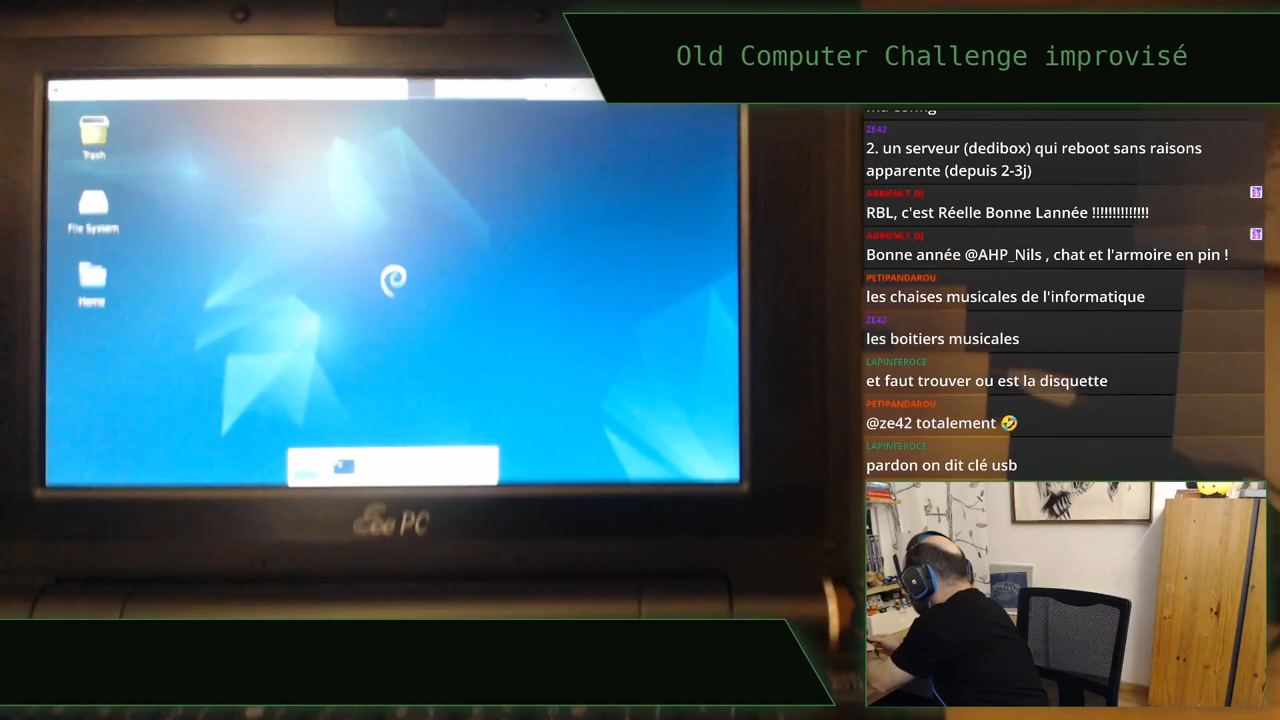 Old Computer Challenge improvisé
Trash
File System
Home
Eee PC
ma config
ZE42
2. un serveur (dedibox) qui reboot sans raisons
apparente (depuis 2-3j)
ADRIENLT_DJ
RBL, c'est Réelle Bonne Lannée !!!!!!!!!!!!!!
ADRIENLT_DJ
Bonne année @AHP_Nils , chat et l'armoire en pin !
PETIPANDAROU
les chaises musicales de l'informatique
ZE42
les boitiers musicales
LAPINFEROCE
et faut trouver ou est la disquette
PETIPANDAROU
@ze42 totalement 🤣
LAPINFEROCE
pardon on dit clé usb